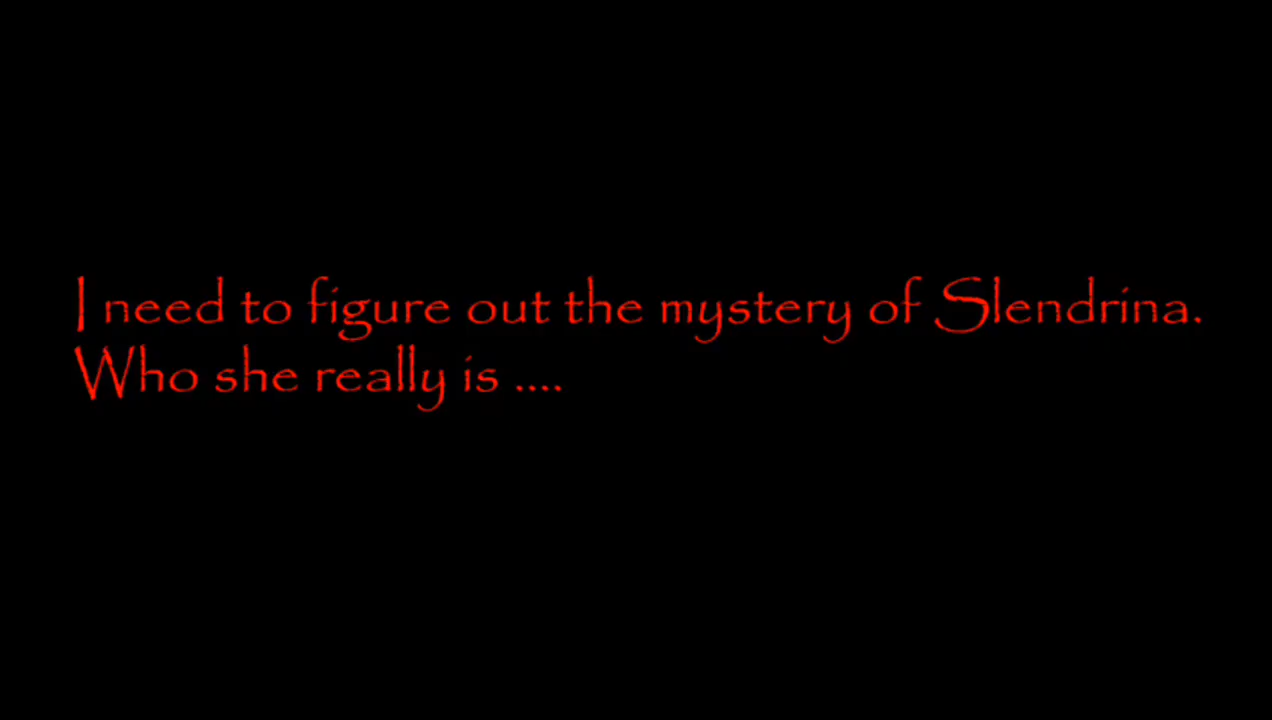 I need to figure out the mystery of Slendrina.
Who she really is ....